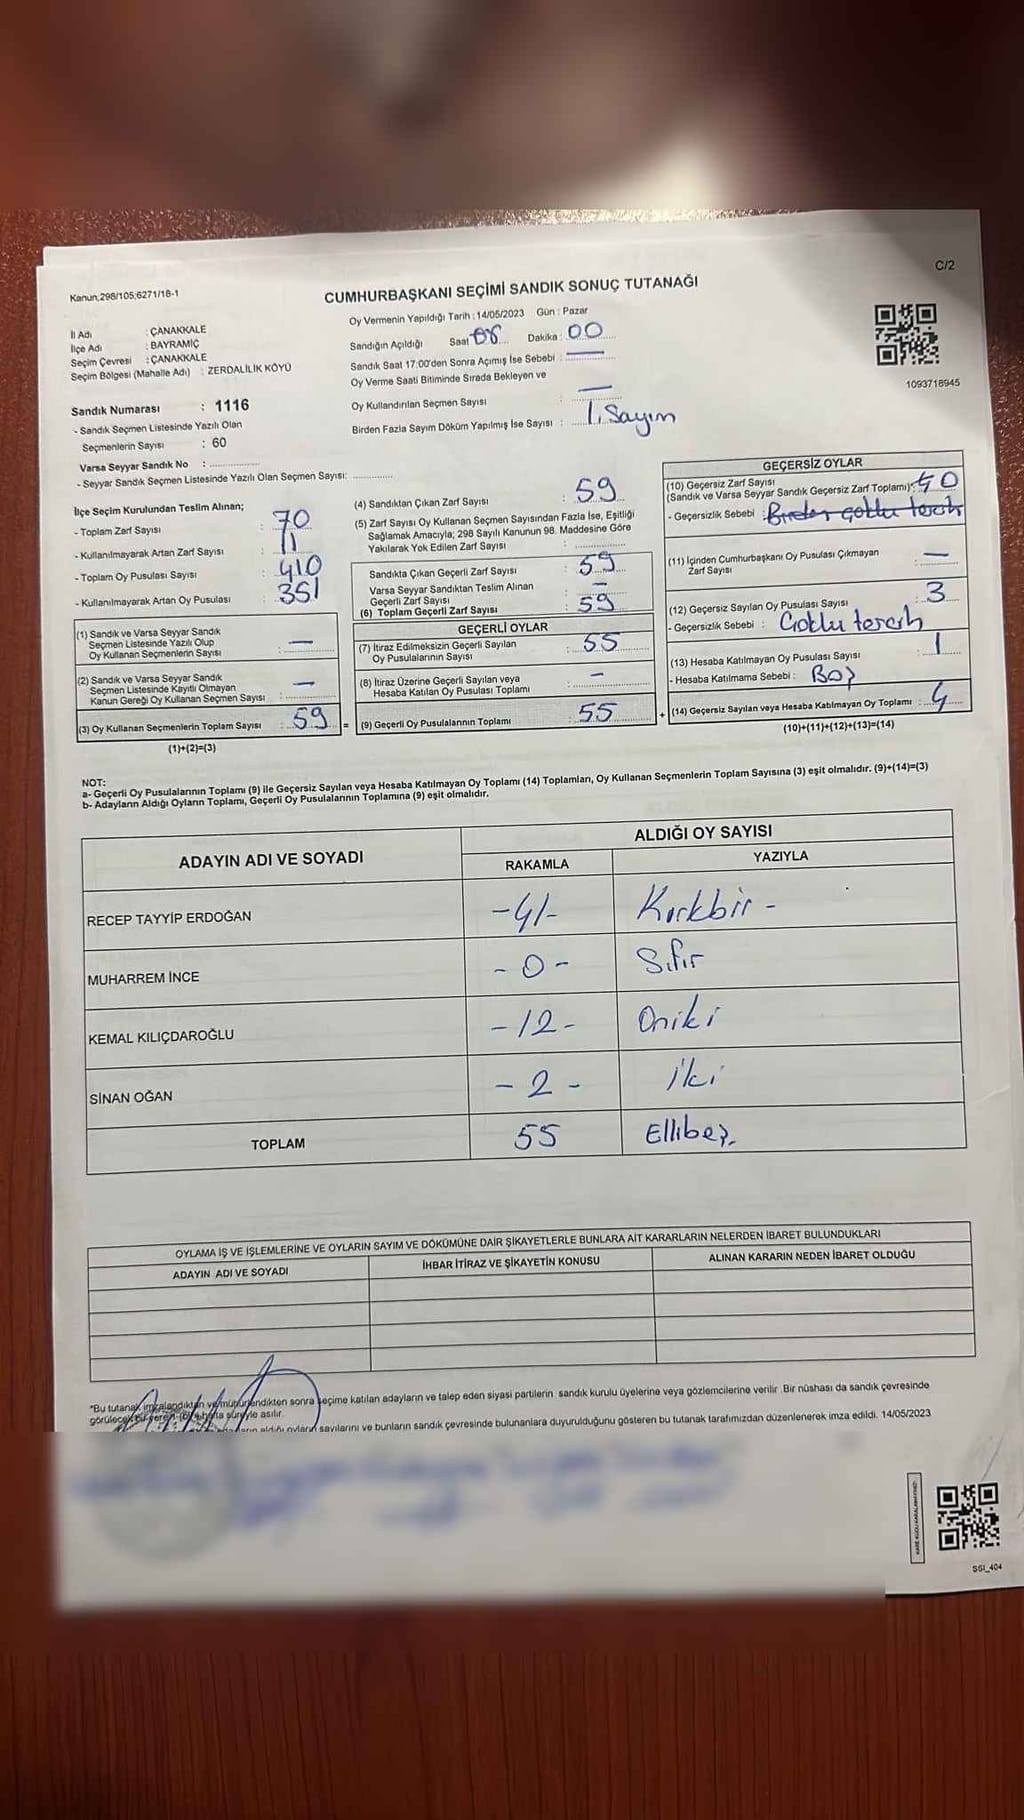 C/2
Kanun;298/105;6271/18-1
CUMHURBAŞKANI SEÇİMİ SANDIK SONUÇ TUTANAĞI
İl Adı : ÇANAKKALE
İlçe Adı : BAYRAMİÇ
Seçim Çevresi : ÇANAKKALE
Seçim Bölgesi (Mahalle Adı) : ZERDALİLİK KÖYÜ
Sandık Numarası : 1116
- Sandık Seçmen Listesinde Yazılı Olan
Seçmenlerin Sayısı : 60
Varsa Seyyar Sandık No :
- Seyyar Sandık Seçmen Listesinde Yazılı Olan Seçmen Sayısı:
Oy Vermenin Yapıldığı Tarih : 14/05/2023 Gün : Pazar
Sandığın Açıldığı Saat 08 Dakika : 00
Sandık Saat 17:00'den Sonra Açımış İse Sebebi : —
Oy Verme Saati Bitiminde Sırada Bekleyen ve
Oy Kullandırılan Seçmen Sayısı : —
Birden Fazla Sayım Döküm Yapılmış İse Sayısı : 1. Sayım
1093718945
İlçe Seçim Kurulundan Teslim Alınan;
- Toplam Zarf Sayısı : 70
- Kullanılmayarak Artan Zarf Sayısı : 11
- Toplam Oy Pusulası Sayısı : 410
- Kullanılmayarak Artan Oy Pusulası : 351
(1) Sandık ve Varsa Seyyar Sandık
Seçmen Listesinde Yazılı Olup
Oy Kullanan Seçmenlerin Sayısı : —
(2) Sandık ve Varsa Seyyar Sandık
Seçmen Listesinde Kayıtlı Olmayan
Kanun Gereği Oy Kullanan Seçmen Sayısı : —
(3) Oy Kullanan Seçmenlerin Toplam Sayısı : 59 =
(1)+(2)=(3)
(4) Sandıktan Çıkan Zarf Sayısı : 59
(5) Zarf Sayısı Oy Kullanan Seçmen Sayısından Fazla İse, Eşitliği
Sağlamak Amacıyla; 298 Sayılı Kanunun 98. Maddesine Göre
Yakılarak Yok Edilen Zarf Sayısı :
Sandıkta Çıkan Geçerli Zarf Sayısı : 59
Varsa Seyyar Sandıktan Teslim Alınan
Geçerli Zarf Sayısı : —
(6) Toplam Geçerli Zarf Sayısı : 59
GEÇERLİ OYLAR
(7) İtiraz Edilmeksizin Geçerli Sayılan
Oy Pusulalarının Sayısı : 55
(8) İtiraz Üzerine Geçerli Sayılan veya
Hesaba Katılan Oy Pusulası Toplamı : —
(9) Geçerli Oy Pusulalarının Toplamı : 55 +
GEÇERSİZ OYLAR
(10) Geçersiz Zarf Sayısı
(Sandık ve Varsa Seyyar Sandık Geçersiz Zarf Toplamı) : 0
- Geçersizlik Sebebi :
(11) İçinden Cumhurbaşkanı Oy Pusulası Çıkmayan
Zarf Sayısı : —
(12) Geçersiz Sayılan Oy Pusulası Sayısı : 3
- Geçersizlik Sebebi : Çoklu tercih
(13) Hesaba Katılmayan Oy Pusulası Sayısı : 1
- Hesaba Katılmama Sebebi : Boş
(14) Geçersiz Sayılan veya Hesaba Katılmayan Oy Toplamı : 4
(10)+(11)+(12)+(13)=(14)
NOT:
a- Geçerli Oy Pusulalarının Toplamı (9) ile Geçersiz Sayılan veya Hesaba Katılmayan Oy Toplamı (14) Toplamları, Oy Kullanan Seçmenlerin Toplam Sayısına (3) eşit olmalıdır. (9)+(14)=(3)
b- Adayların Aldığı Oyların Toplamı, Geçerli Oy Pusulalarının Toplamına (9) eşit olmalıdır.
ADAYIN ADI VE SOYADI ALDIĞI OY SAYISI
RAKAMLA YAZIYLA
RECEP TAYYİP ERDOĞAN -41- Kırkbir -
MUHARREM İNCE - 0 - Sıfır
KEMAL KILIÇDAROĞLU -12- Oniki
SİNAN OĞAN - 2 - İki
TOPLAM 55 Ellibeş.
OYLAMA İŞ VE İŞLEMLERİNE VE OYLARIN SAYIM VE DÖKÜMÜNE DAİR ŞİKAYETLERLE BUNLARA AİT KARARLARIN NELERDEN İBARET BULUNDUKLARI
ADAYIN ADI VE SOYADI İHBAR İTİRAZ VE ŞİKAYETİN KONUSU ALINAN KARARIN NEDEN İBARET OLDUĞU
*Bu tutanak imzalandıktan ve mühürlendikten sonra seçime katılan adayların ve talep eden siyasi partilerin sandık kurulu üyelerine veya gözlemcilerine verilir .Bir nüshası da sandık çevresinde
görülecek bir yere süreyle asılır.
aldığı oyların sayılarını ve bunların sandık çevresinde bulunanlara duyurulduğunu gösteren bu tutanak tarafımızdan düzenlenerek imza edildi. 14/05/2023
SSI_404